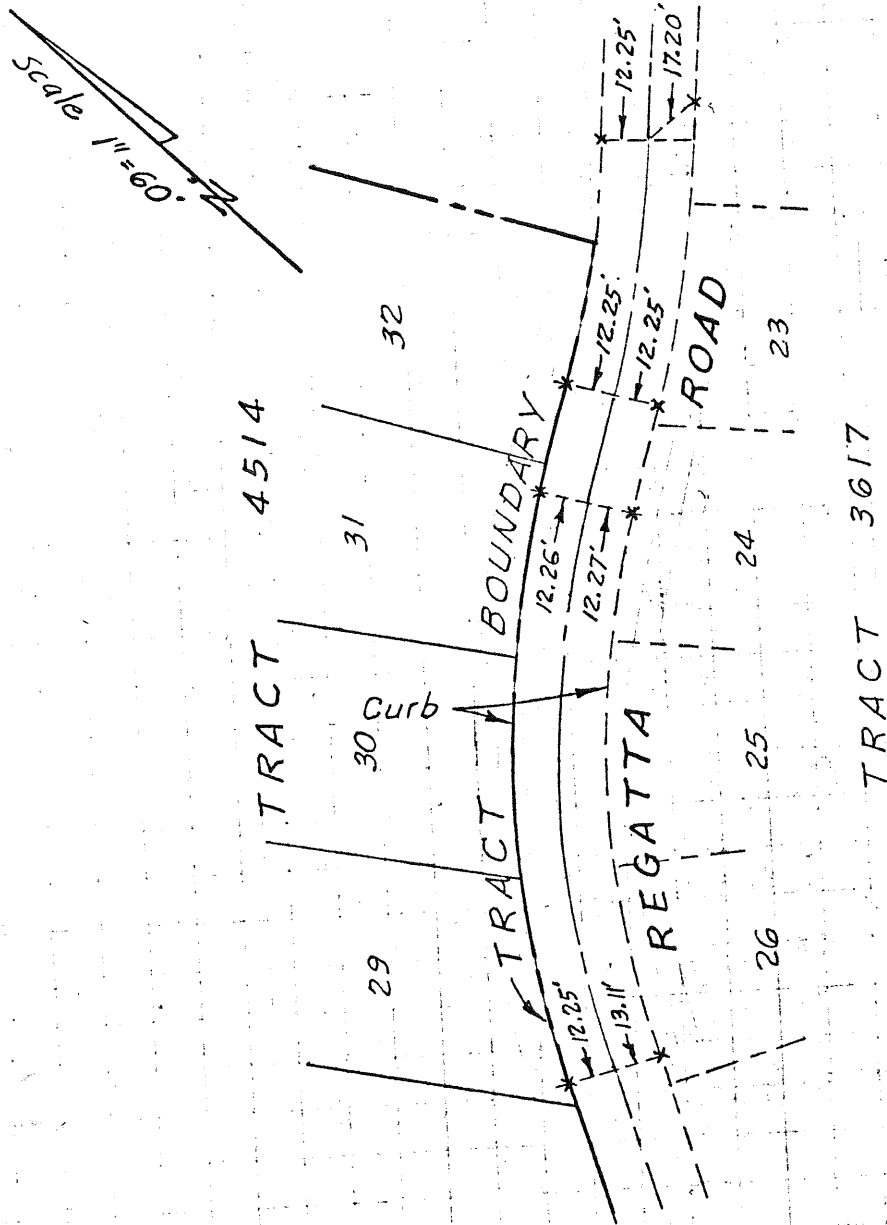 Scale 1"=60'
N
TRACT 4514
29
30
31
32
TRACT BOUNDARY
Curb
12.25'
13.11'
12.26'
12.27'
12.25'
12.25'
12.25'
17.20'
REGATTA ROAD
26
25
24
23
TRACT 3617